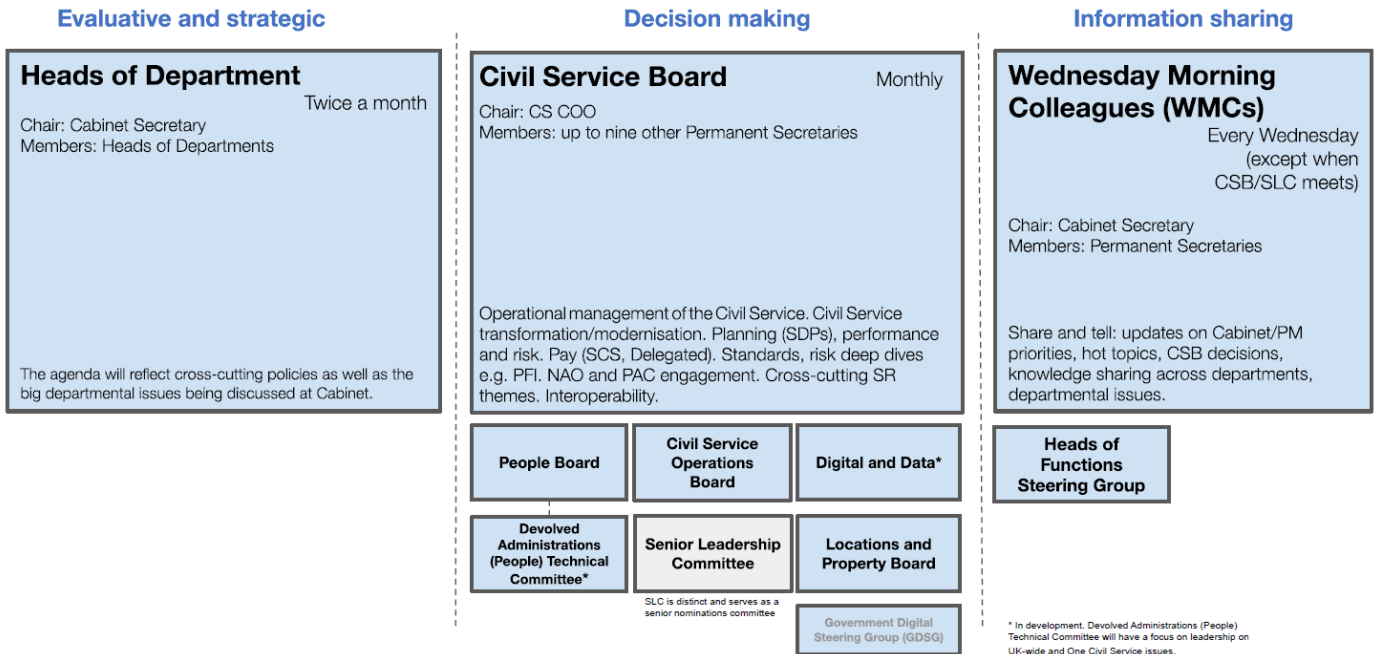 Evaluative and strategic
Heads of Department
Twice a month
Chair: Cabinet Secretary
Members: Heads of Departments
The agenda will reflect cross-cutting policies as well as the
big departmental issues being discussed at Cabinet.
Decision making
Civil Service Board
Monthly
Chair: CS COO
Members: up to nine other Permanent Secretaries
Operational management of the Civil Service. Civil Service
transformation/modernisation. Planning (SDPs), performance
and risk. Pay (SCS, Delegated). Standards, risk deep dives
e.g. PFI. NAO and PAC engagement. Cross-cutting SR
themes. Interoperability.
People Board
Civil Service
Operations
Board
Digital and Data*
Devolved
Administrations
(People) Technical
Committee*
Senior Leadership
Committee
Locations and
Property Board
SLC is distinct and serves as a
senior nominations committee
Government Digital
Steering Group (GDSG)
Information sharing
Wednesday Morning
Colleagues (WMCs)
Every Wednesday
(except when
CSB/SLC meets)
Chair: Cabinet Secretary
Members: Permanent Secretaries
Share and tell: updates on Cabinet/PM
priorities, hot topics, CSB decisions,
knowledge sharing across departments,
departmental issues.
Heads of
Functions
Steering Group
* In development. Devolved Administrations (People)
Technical Committee will have a focus on leadership on
UK-wide and One Civil Service issues.